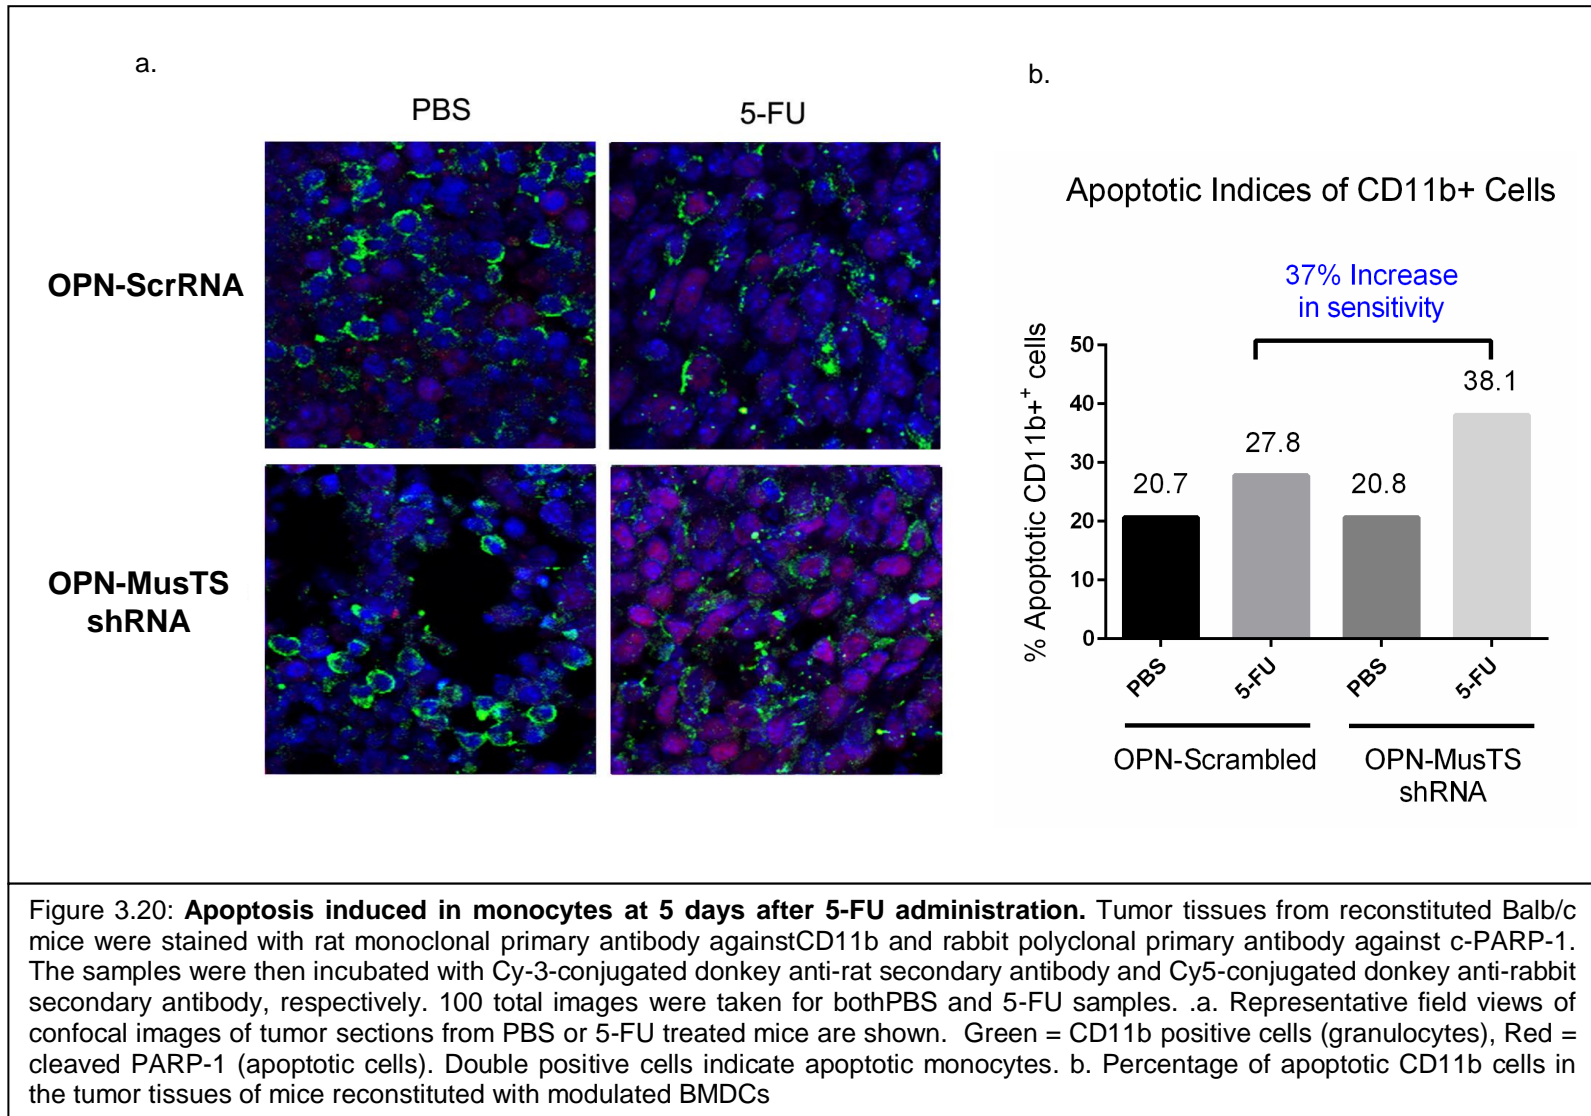 a.
PBS
5-FU
OPN-ScrRNA
OPN-MusTS
shRNA
b.
Apoptotic Indices of CD11b+ Cells
37% Increase
in sensitivity
% Apoptotic CD11b+⁺ cells
50
40
30
20
10
0
20.7
27.8
20.8
38.1
PBS
5-FU
PBS
5-FU
OPN-Scrambled
OPN-MusTS
shRNA
Figure 3.20: Apoptosis induced in monocytes at 5 days after 5-FU administration. Tumor tissues from reconstituted Balb/c
mice were stained with rat monoclonal primary antibody againstCD11b and rabbit polyclonal primary antibody against c-PARP-1.
The samples were then incubated with Cy-3-conjugated donkey anti-rat secondary antibody and Cy5-conjugated donkey anti-rabbit
secondary antibody, respectively. 100 total images were taken for bothPBS and 5-FU samples. .a. Representative field views of
confocal images of tumor sections from PBS or 5-FU treated mice are shown. Green = CD11b positive cells (granulocytes), Red =
cleaved PARP-1 (apoptotic cells). Double positive cells indicate apoptotic monocytes. b. Percentage of apoptotic CD11b cells in
the tumor tissues of mice reconstituted with modulated BMDCs